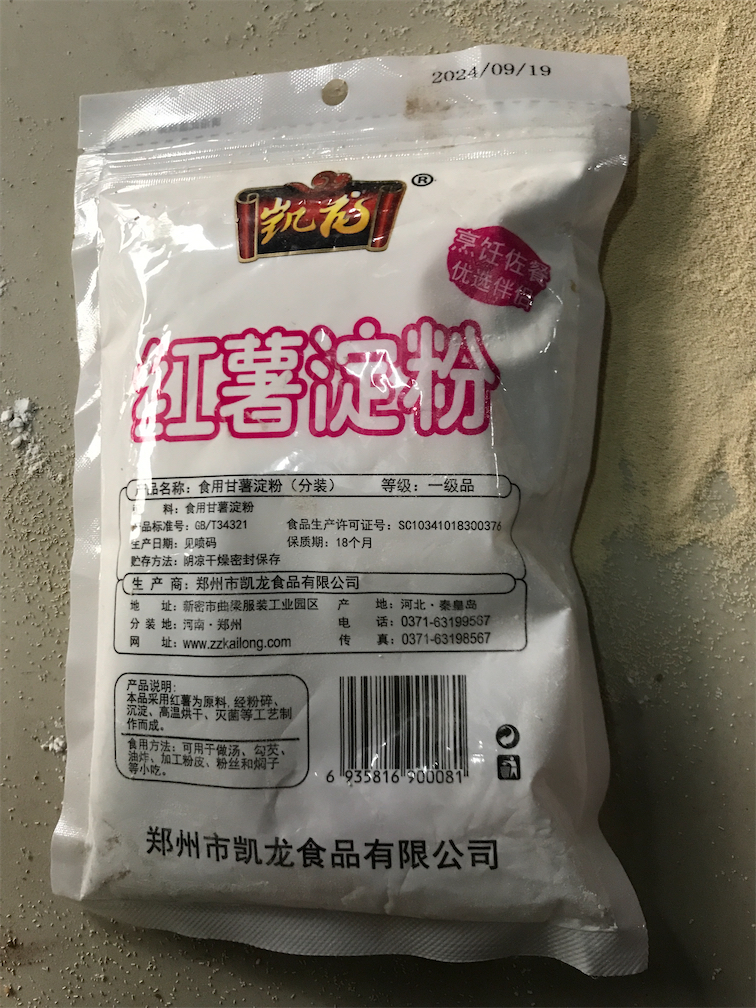 2024/09/19
凯龙®
烹饪佐餐
优选伴侣
红薯淀粉
产品名称：食用甘薯淀粉（分装） 等级：一级品
料：食用甘薯淀粉
产品标准号：GB/T34321 食品生产许可证号：SC10341018300376
生产日期：见喷码 保质期：18个月
贮存方法：阴凉干燥密封保存
生产商：郑州市凯龙食品有限公司
地 址：新密市曲梁服装工业园区 产 地：河北·秦皇岛
分装地：河南·郑州 电 话：0371-63199587
网 址：www.zzkailong.com 传 真：0371-63198567
产品说明：
本品采用红薯为原料，经粉碎、
沉淀、高温烘干、灭菌等工艺制
作而成。
食用方法：可用于做汤、勾芡、
油炸、加工粉皮、粉丝和焖子
等小吃。
6 935816 900081
郑州市凯龙食品有限公司